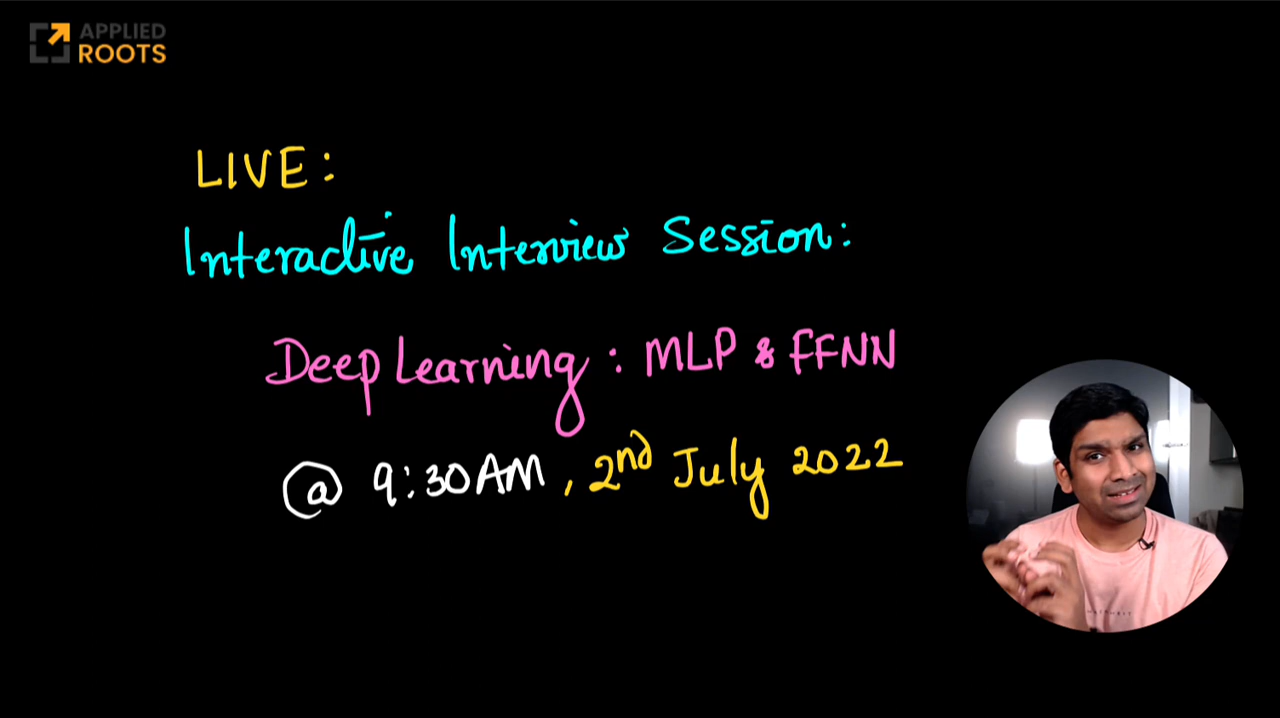 APPLIED
ROOTS
LIVE:
Interactive Interview Session:
Deep Learning: MLP & FFNN
@ 9:30AM, 2nd July 2022